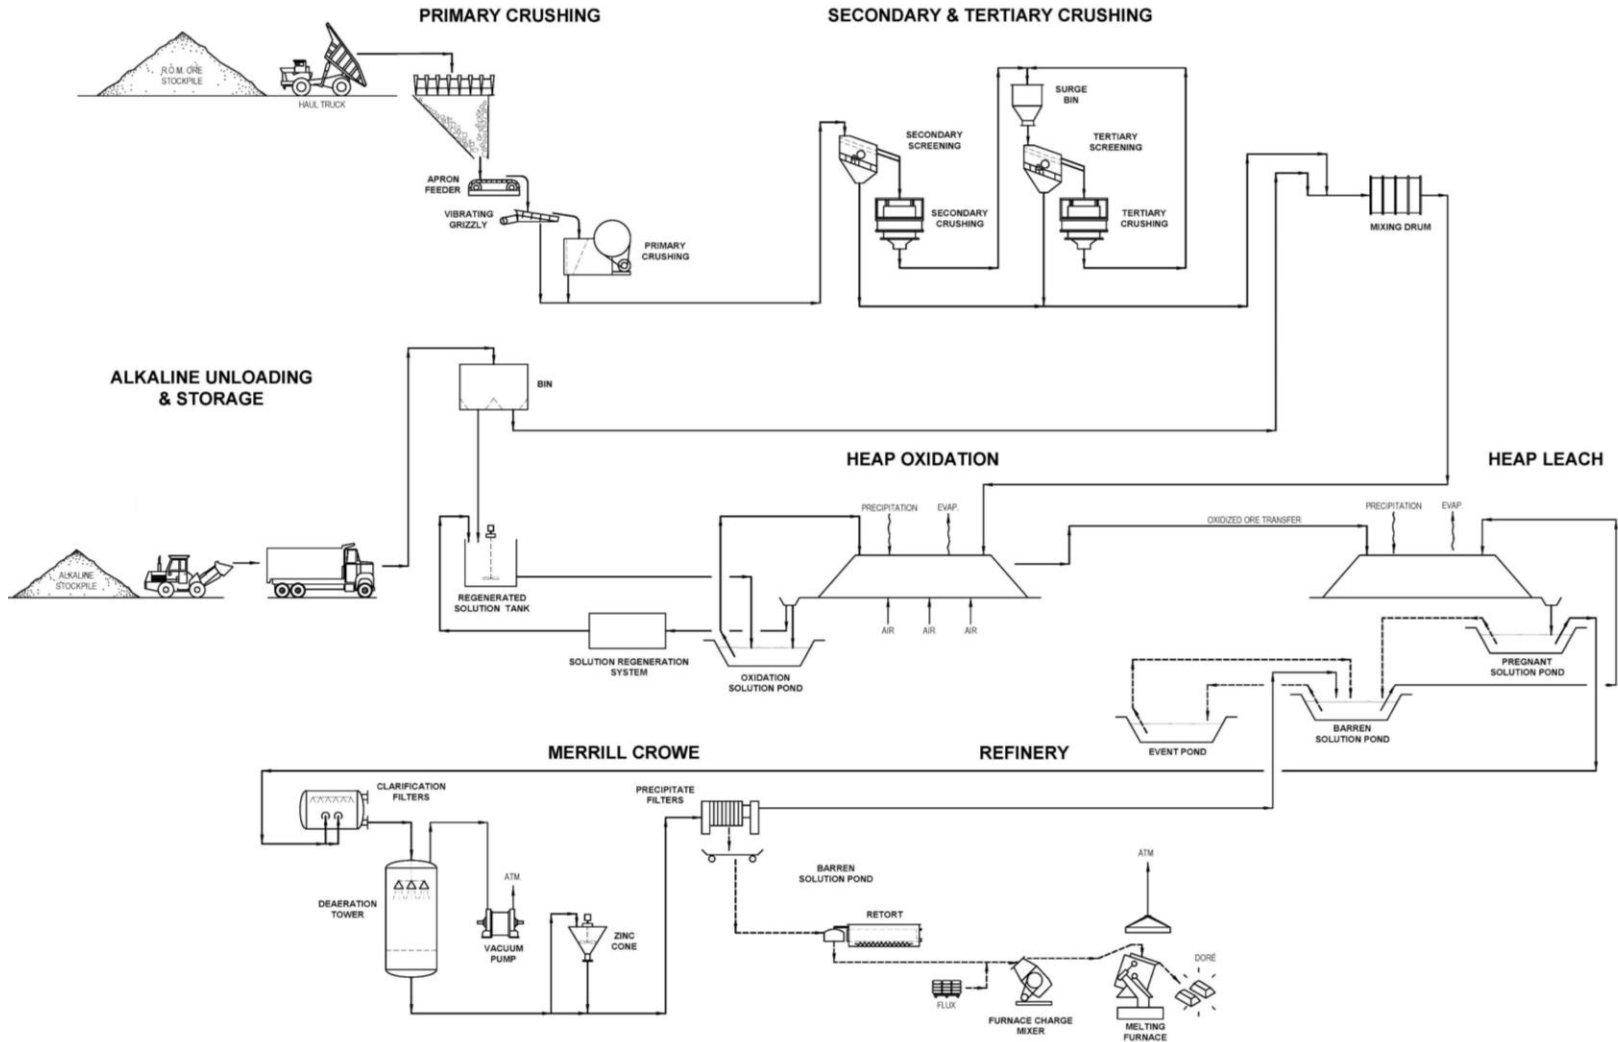 PRIMARY CRUSHING
SECONDARY & TERTIARY CRUSHING
R.O.M. ORE
STOCKPILE
HAUL TRUCK
APRON
FEEDER
VIBRATING
GRIZZLY
PRIMARY
CRUSHING
SURGE
BIN
SECONDARY
SCREENING
TERTIARY
SCREENING
SECONDARY
CRUSHING
TERTIARY
CRUSHING
MIXING DRUM
ALKALINE UNLOADING
& STORAGE
BIN
HEAP OXIDATION
HEAP LEACH
PRECIPITATION
EVAP.
OXIDIZED ORE TRANSFER
PRECIPITATION
EVAP.
ALKALINE
STOCKPILE
REGENERATED
SOLUTION TANK
AIR
AIR
AIR
SOLUTION REGENERATION
SYSTEM
OXIDATION
SOLUTION POND
PREGNANT
SOLUTION POND
BARREN
SOLUTION POND
EVENT POND
MERRILL CROWE
REFINERY
CLARIFICATION
FILTERS
PRECIPITATE
FILTERS
DEAERATION
TOWER
ATM.
VACUUM
PUMP
ZINC
CONE
BARREN
SOLUTION POND
RETORT
ATM
FLUX
FURNACE CHARGE
MIXER
MELTING
FURNACE
DORÉ